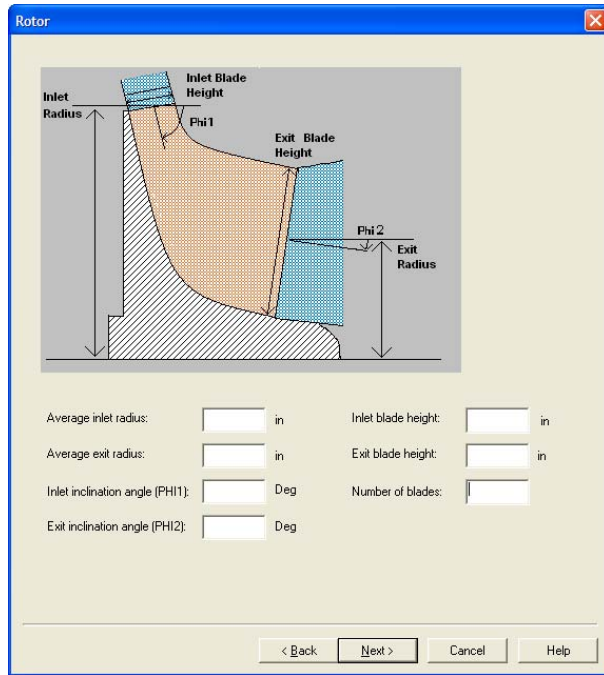 Rotor
Inlet Blade
Height
Inlet
Radius
Phi1
Exit Blade
Height
Phi 2
Exit
Radius
Average inlet radius: in
Inlet blade height: in
Average exit radius: in
Exit blade height: in
Inlet inclination angle (PHI1): Deg
Number of blades:
Exit inclination angle (PHI2): Deg
< Back
Next >
Cancel
Help